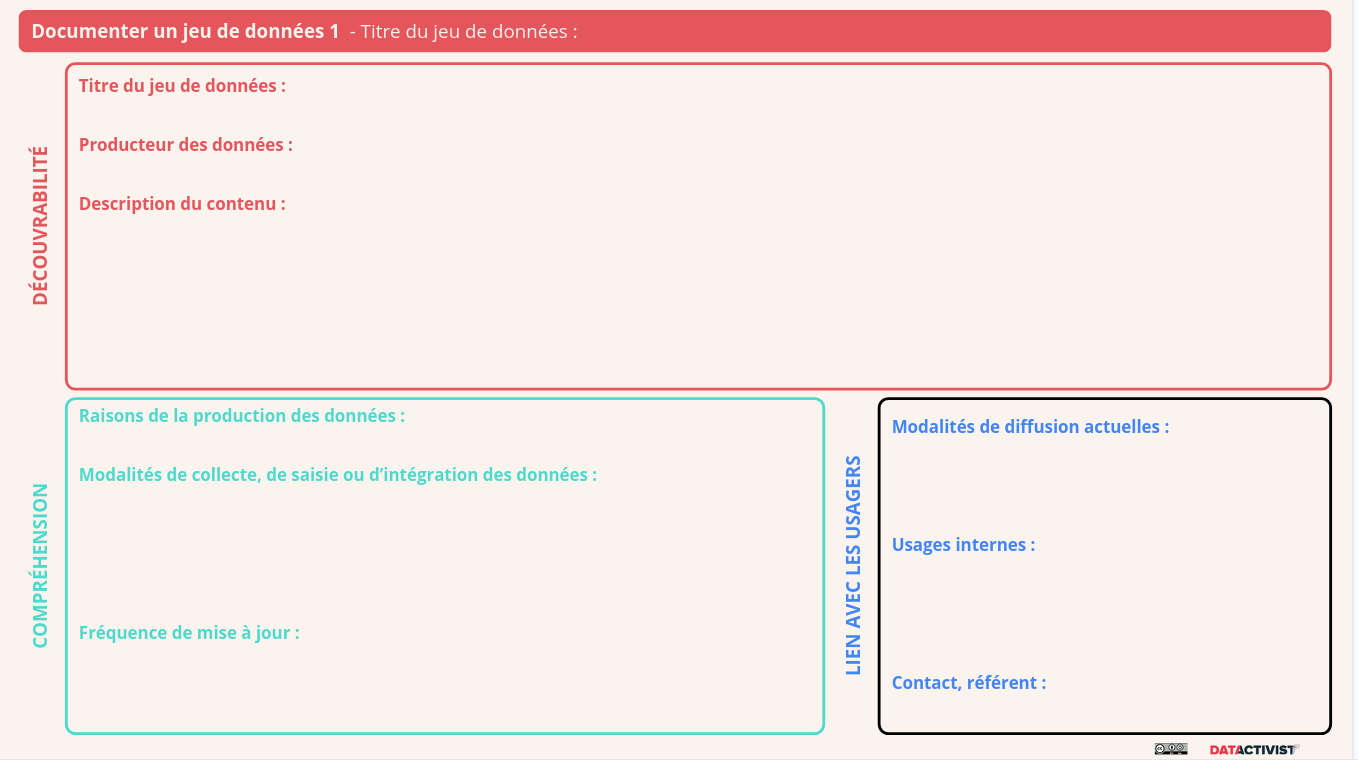 Documenter un jeu de données 1 - Titre du jeu de données :
DÉCOUVRABILITÉ
Titre du jeu de données :
Producteur des données :
Description du contenu :
COMPRÉHENSION
Raisons de la production des données :
Modalités de collecte, de saisie ou d’intégration des données :
Fréquence de mise à jour :
LIEN AVEC LES USAGERS
Modalités de diffusion actuelles :
Usages internes :
Contact, référent :
DATACTIVIST